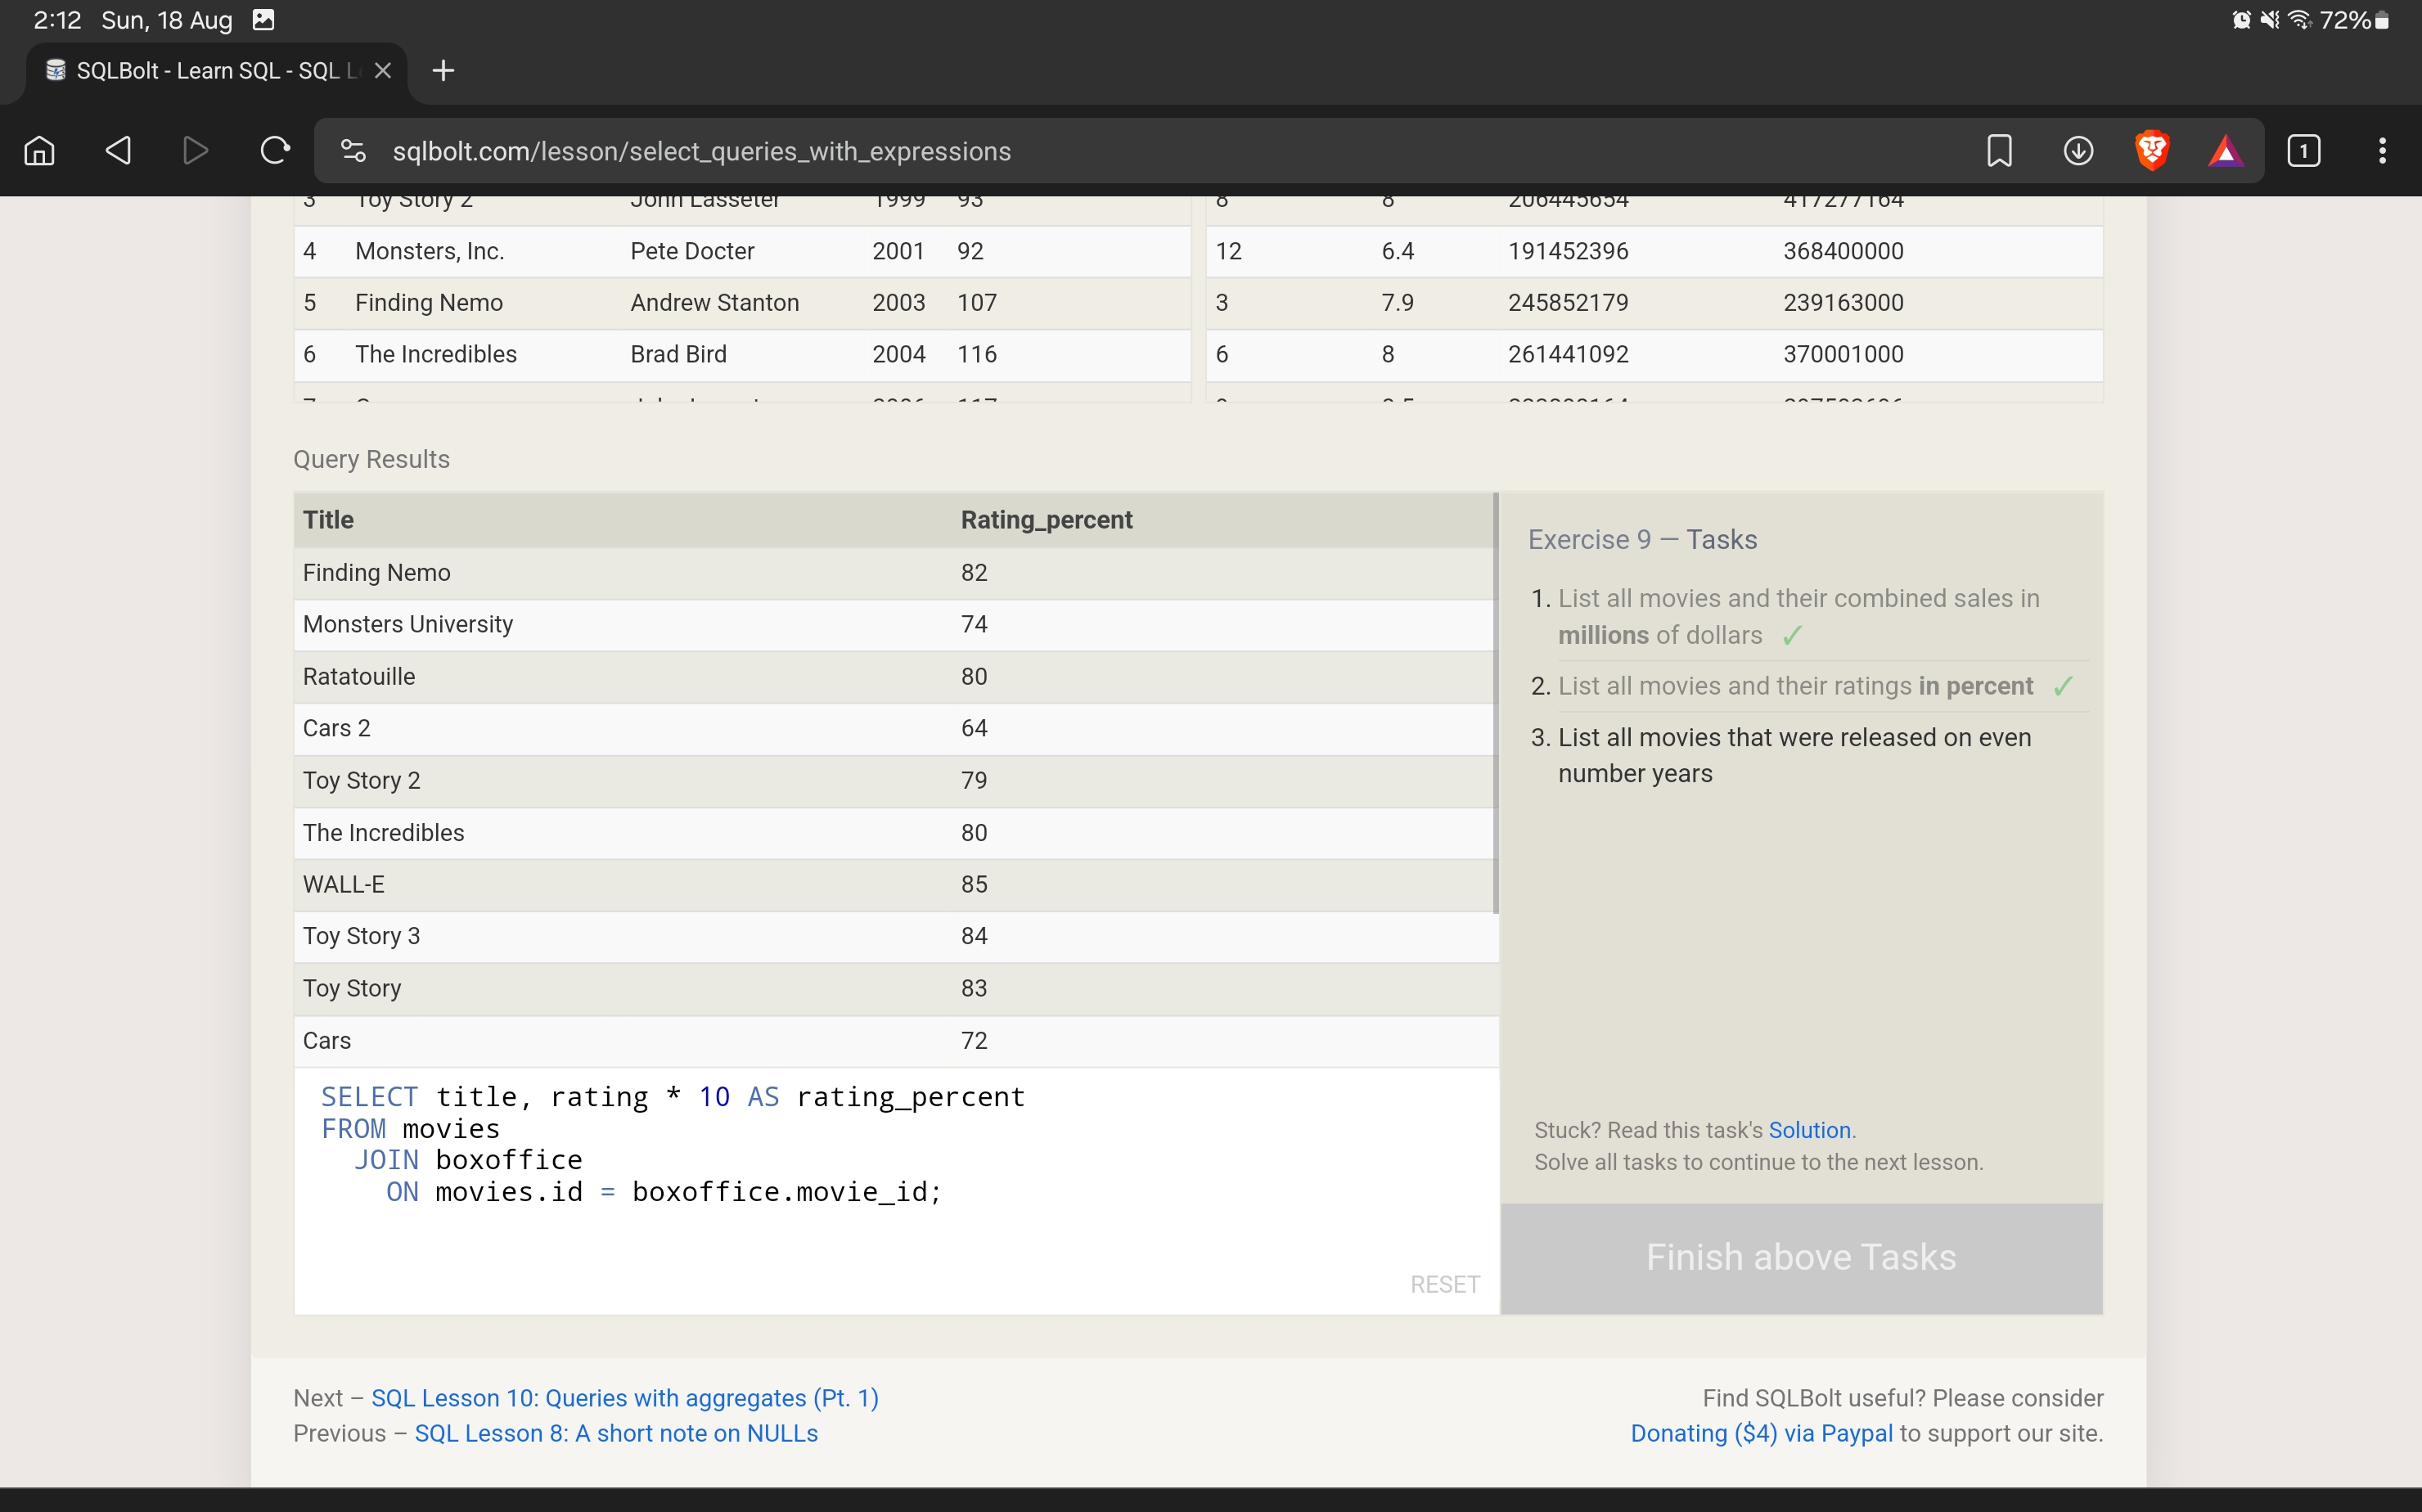 2:12 Sun, 18 Aug 72%
SQLBolt - Learn SQL - SQL L
sqlbolt.com/lesson/select_queries_with_expressions 1
3 Toy Story 2 John Lasseter 1999 93 8 8 206445654 417277164
4 Monsters, Inc. Pete Docter 2001 92 12 6.4 191452396 368400000
5 Finding Nemo Andrew Stanton 2003 107 3 7.9 245852179 239163000
6 The Incredibles Brad Bird 2004 116 6 8 261441092 370001000
Query Results
Title Rating_percent
Finding Nemo 82
Monsters University 74
Ratatouille 80
Cars 2 64
Toy Story 2 79
The Incredibles 80
WALL-E 85
Toy Story 3 84
Toy Story 83
Cars 72
SELECT title, rating * 10 AS rating_percent
FROM movies
JOIN boxoffice
ON movies.id = boxoffice.movie_id;
RESET
Exercise 9 — Tasks
1. List all movies and their combined sales in
millions of dollars ✓
2. List all movies and their ratings in percent ✓
3. List all movies that were released on even
number years
Stuck? Read this task's Solution.
Solve all tasks to continue to the next lesson.
Finish above Tasks
Next – SQL Lesson 10: Queries with aggregates (Pt. 1)
Previous – SQL Lesson 8: A short note on NULLs
Find SQLBolt useful? Please consider
Donating ($4) via Paypal to support our site.